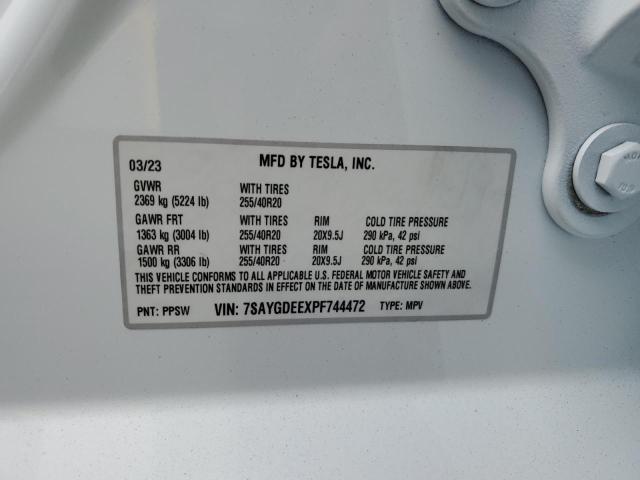 03/23 MFD BY TESLA, INC.
GVWR WITH TIRES
2369 kg (5224 lb) 255/40R20
GAWR FRT WITH TIRES RIM COLD TIRE PRESSURE
1363 kg (3004 lb) 255/40R20 20X9.5J 290 kPa, 42 psi
GAWR RR WITH TIRES RIM COLD TIRE PRESSURE
1500 kg (3306 lb) 255/40R20 20X9.5J 290 kPa, 42 psi
THIS VEHICLE CONFORMS TO ALL APPLICABLE U.S. FEDERAL MOTOR VEHICLE SAFETY AND
THEFT PREVENTION STANDARDS IN EFFECT ON THE DATE OF MANUFACTURE SHOWN ABOVE.
PNT: PPSW VIN: 7SAYGDEEXPF744472 TYPE: MPV